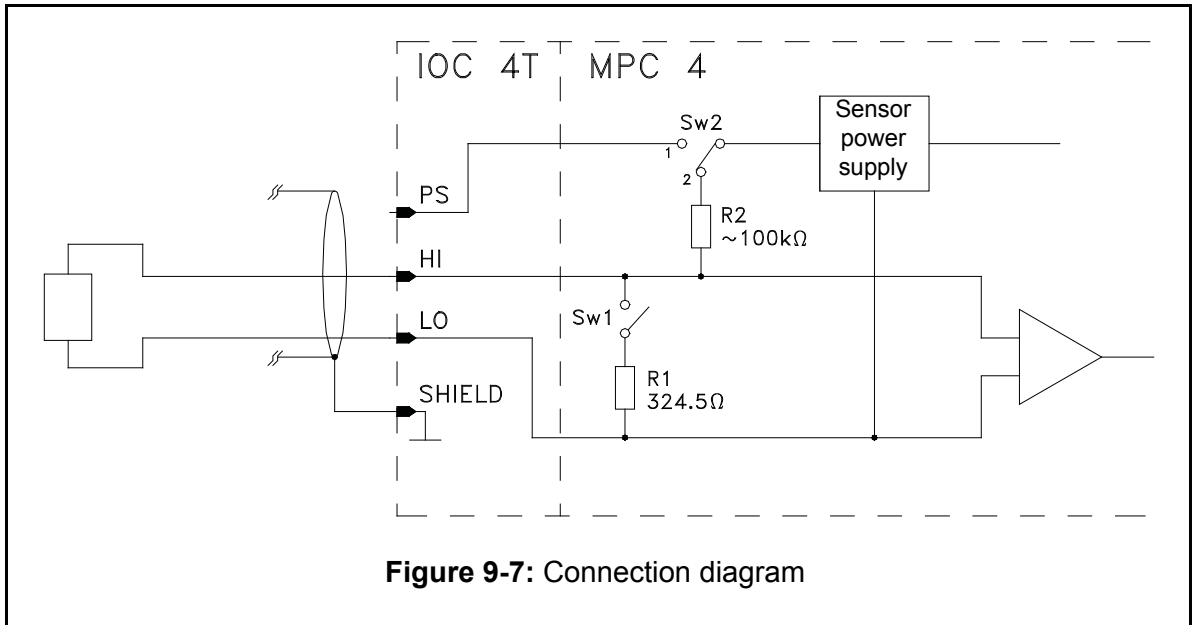 IOC 4T
MPC 4
Sensor
power
supply
Sw2
1
2
PS
R2
~100kΩ
HI
Sw1
LO
R1
324.5Ω
SHIELD
Figure 9-7: Connection diagram